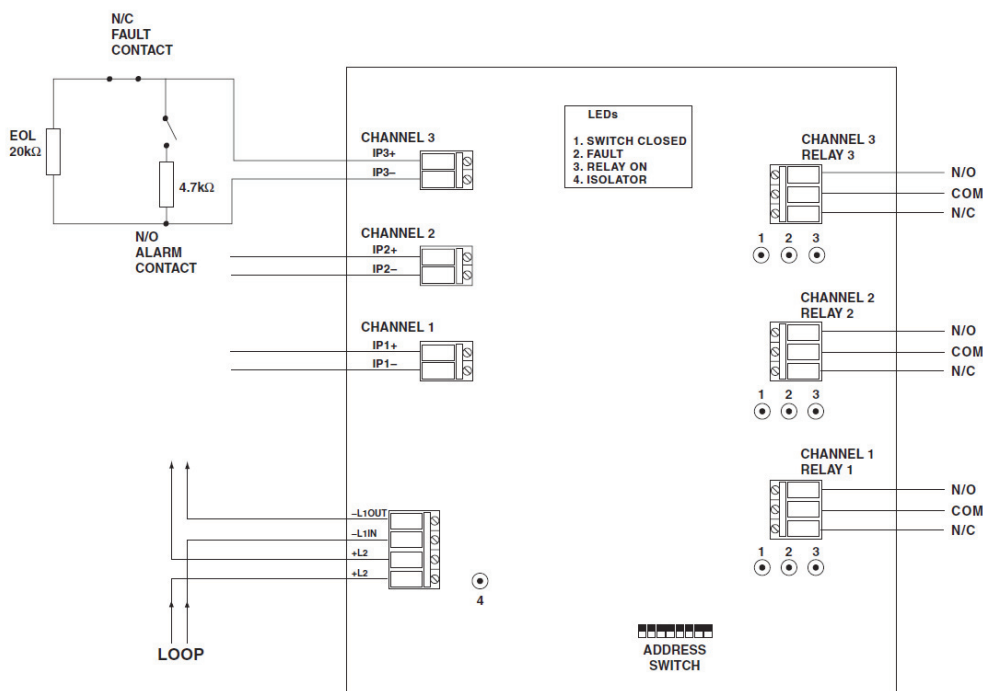 N/C
FAULT
CONTACT
EOL
20kΩ
4.7kΩ
N/O
ALARM
CONTACT
CHANNEL 3
IP3+
IP3–
CHANNEL 2
IP2+
IP2–
CHANNEL 1
IP1+
IP1–
–L1OUT
–L1IN
+L2
+L2
4
LOOP
LEDs
1. SWITCH CLOSED
2. FAULT
3. RELAY ON
4. ISOLATOR
CHANNEL 3
RELAY 3
N/O
COM
N/C
1 2 3
CHANNEL 2
RELAY 2
N/O
COM
N/C
1 2 3
CHANNEL 1
RELAY 1
N/O
COM
N/C
1 2 3
ADDRESS
SWITCH